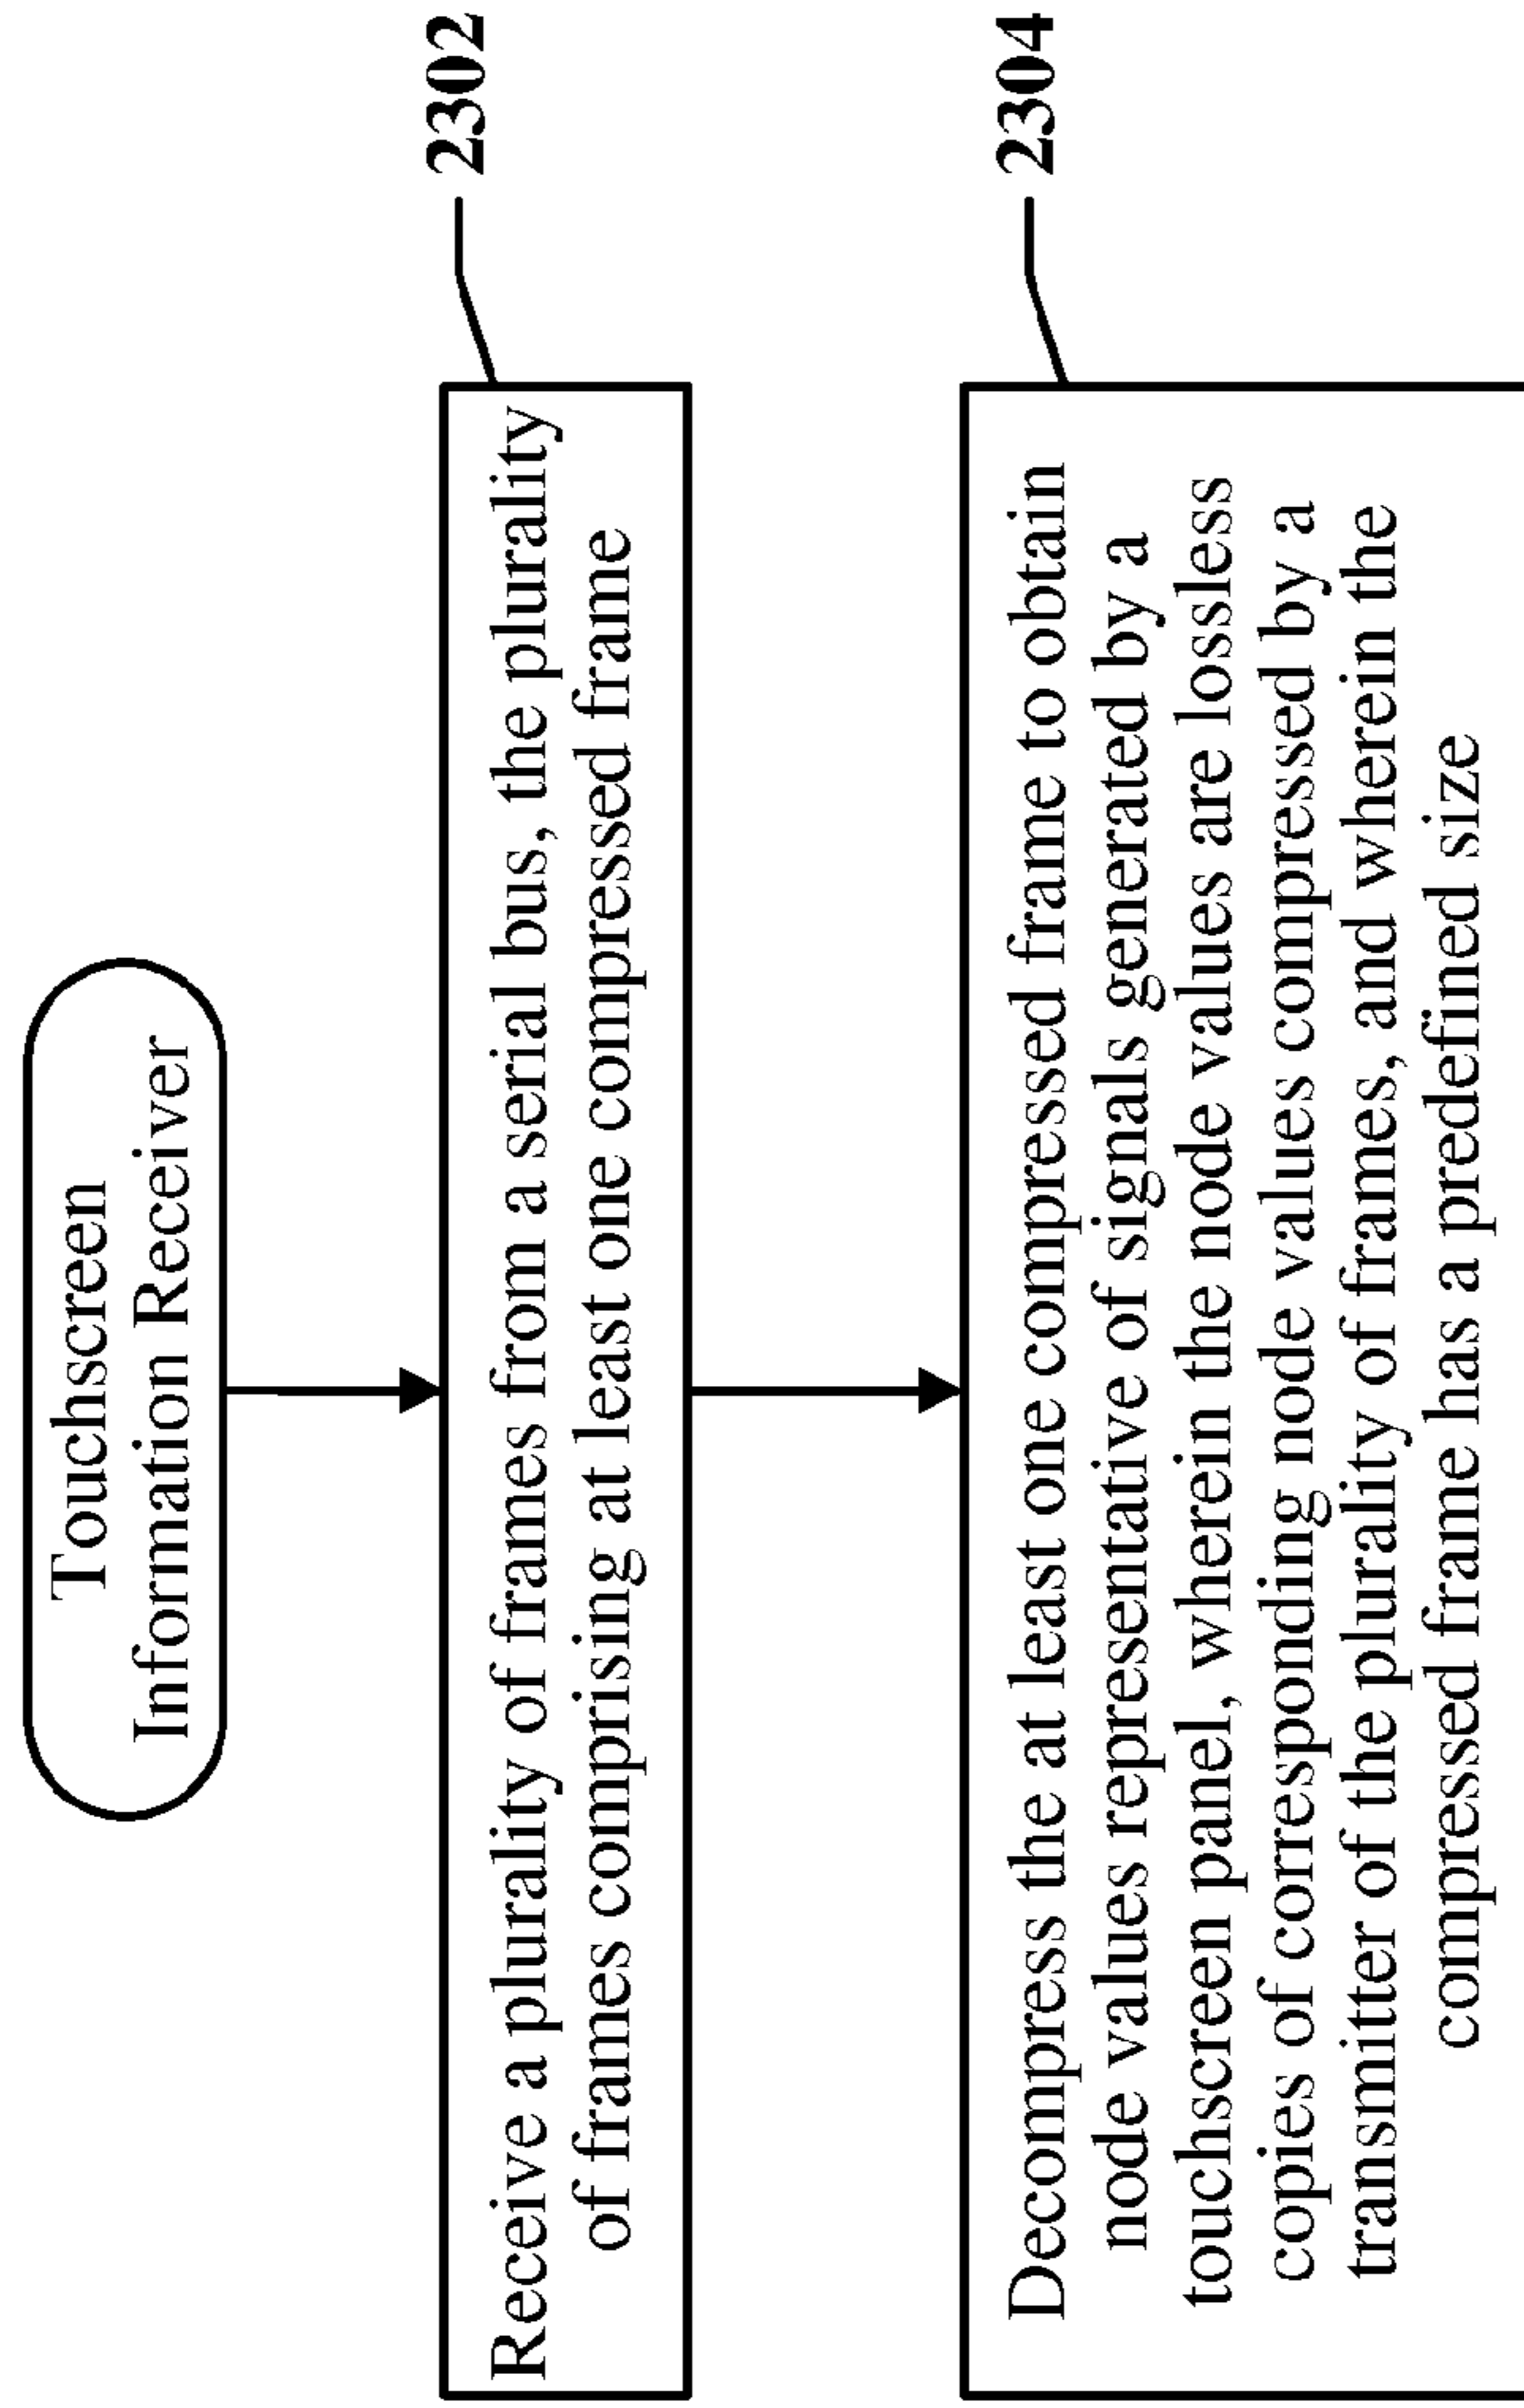 Touchscreen
Information Receiver
Receive a plurality of frames from a serial bus, the plurality
of frames comprising at least one compressed frame
2302
Decompress the at least one compressed frame to obtain
node values representative of signals generated by a
touchscreen panel, wherein the node values are lossless
copies of corresponding node values compressed by a
transmitter of the plurality of frames, and wherein the
compressed frame has a predefined size
2304